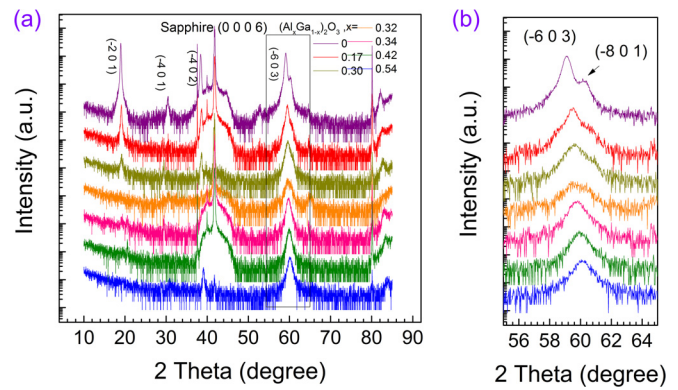 (a)
Sapphire (0 0 0 6)
(AlxGa1-x)2O3 ,x=
0
0.17
0.30
0.32
0.34
0.42
0.54
(-2 0 1)
(-4 0 1)
(-4 0 2)
(-6 0 3)
Intensity (a.u.)
10 20 30 40 50 60 70 80 90
2 Theta (degree)
(b)
(-6 0 3)
(-8 0 1)
Intensity (a.u.)
56 58 60 62 64
2 Theta (degree)